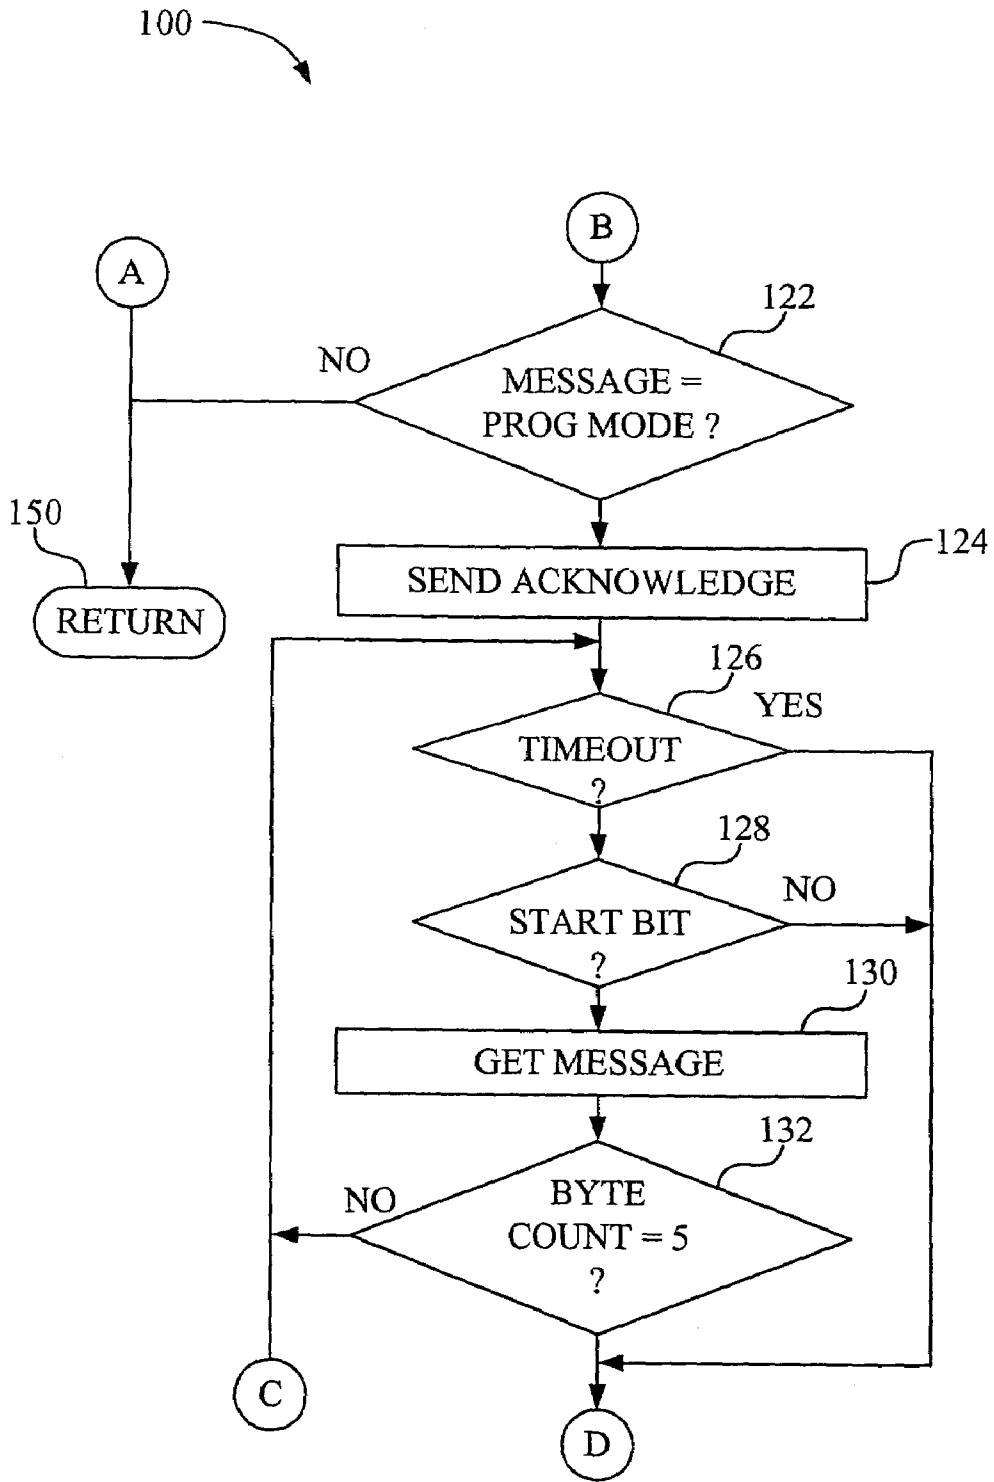 100
B
A
122
NO
MESSAGE =
PROG MODE ?
150
124
SEND ACKNOWLEDGE
RETURN
126
YES
TIMEOUT
?
128
NO
START BIT
?
130
GET MESSAGE
132
NO
BYTE
COUNT = 5
?
C
D